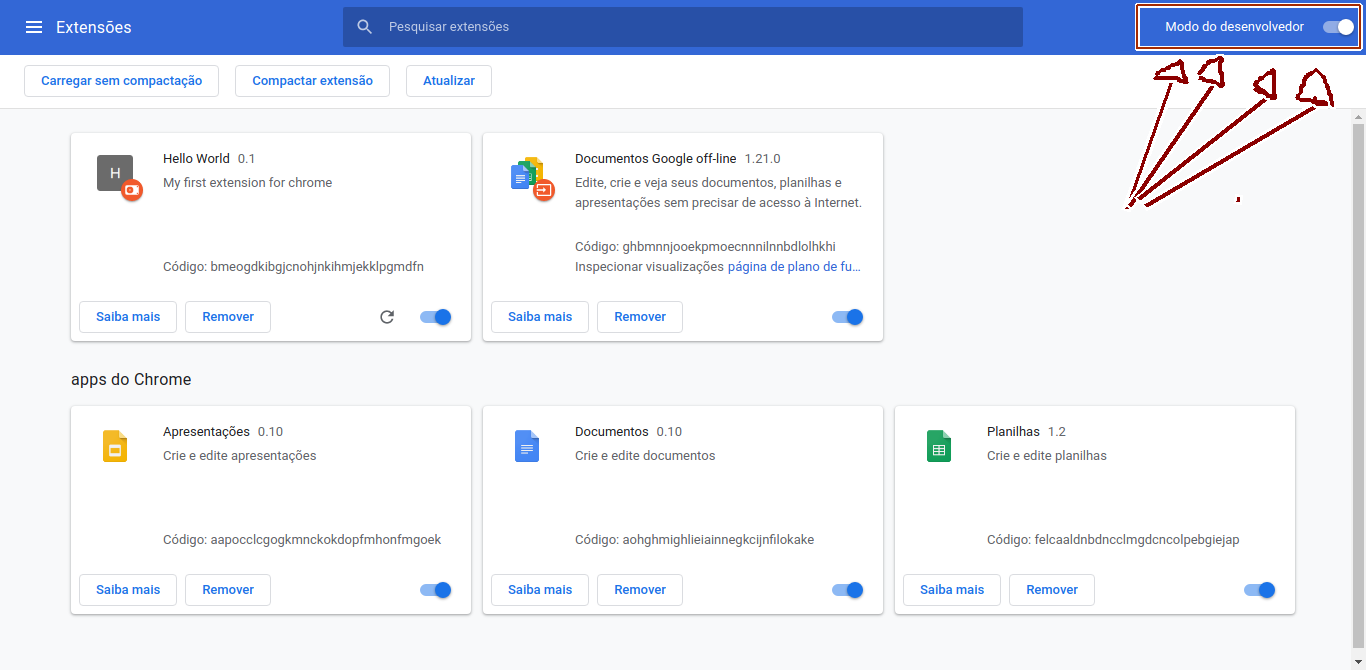 Extensões
Pesquisar extensões
Modo do desenvolvedor
Carregar sem compactação
Compactar extensão
Atualizar
H
Hello World 0.1
My first extension for chrome
Código: bmeogdkibgjcnohjnkihmjekklpgmdfn
Saiba mais
Remover
Documentos Google off-line 1.21.0
Edite, crie e veja seus documentos, planilhas e
apresentações sem precisar de acesso à Internet.
Código: ghbmnnjooekpmoecnnnilnnbdlolhkhi
Inspecionar visualizações página de plano de fu...
Saiba mais
Remover
apps do Chrome
Apresentações 0.10
Crie e edite apresentações
Código: aapocclcgogkmnckokdopfmhonfmgoek
Saiba mais
Remover
Documentos 0.10
Crie e edite documentos
Código: aohghmighlieiainnegkcijnfilokake
Saiba mais
Remover
Planilhas 1.2
Crie e edite planilhas
Código: felcaaldnbdncclmgdcncolpebgiejap
Saiba mais
Remover